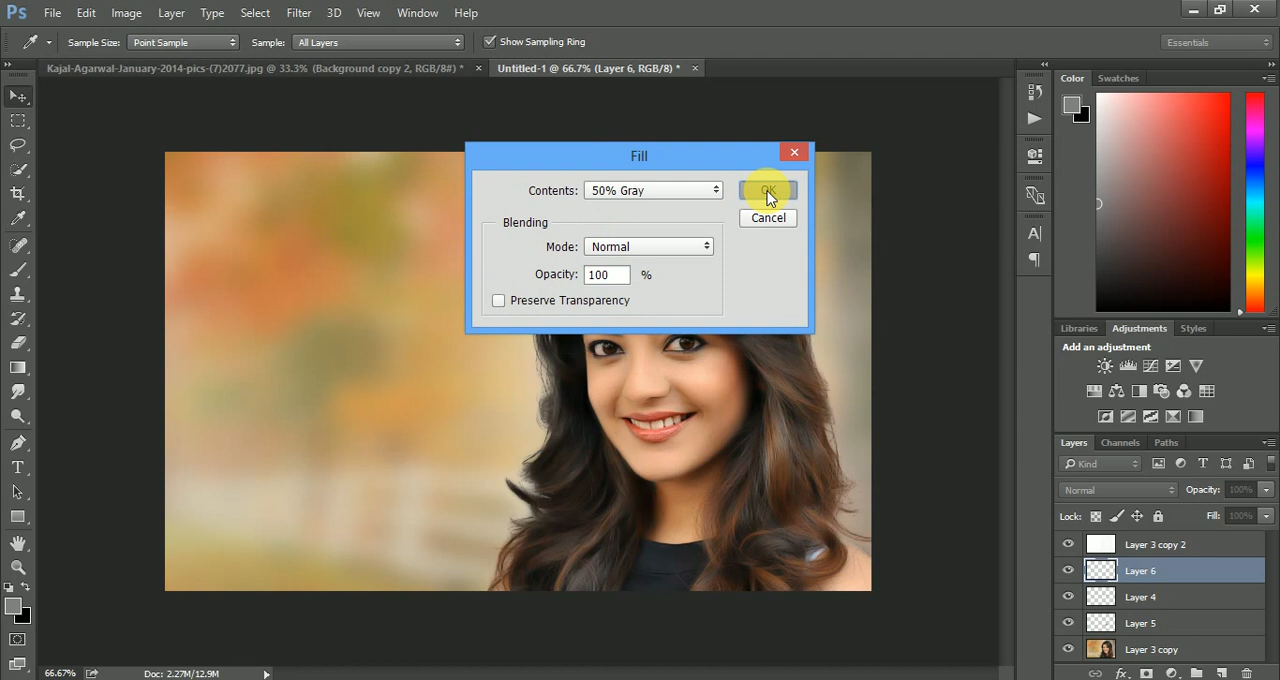 Ps File Edit Image Layer Type Select Filter 3D View Window Help
Sample Size: Point Sample Sample: All Layers Show Sampling Ring Essentials
Kajal-Agarwal-January-2014-pics-(7)2077.jpg @ 33.3% (Background copy 2, RGB/8#) * × Untitled-1 @ 66.7% (Layer 6, RGB/8) * ×
Color Swatches
Fill
Contents: 50% Gray OK
Cancel
Blending
Mode: Normal
Opacity: 100 %
Preserve Transparency
Libraries Adjustments Styles
Add an adjustment
Layers Channels Paths
Kind
Normal Opacity: 100%
Lock: Fill: 100%
Layer 3 copy 2
Layer 6
Layer 4
Layer 5
Layer 3 copy
66.67% Doc: 2.27M/12.9M